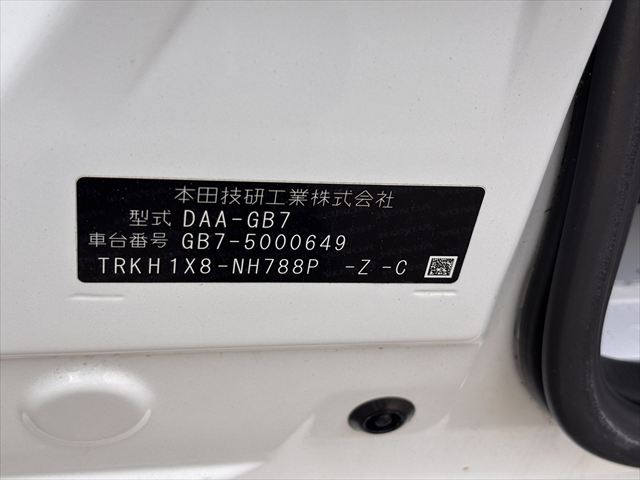 本田技研工業株式会社
型式 DAA-GB7
車台番号 GB7-5000649
TRKH1X8-NH788P -Z -C